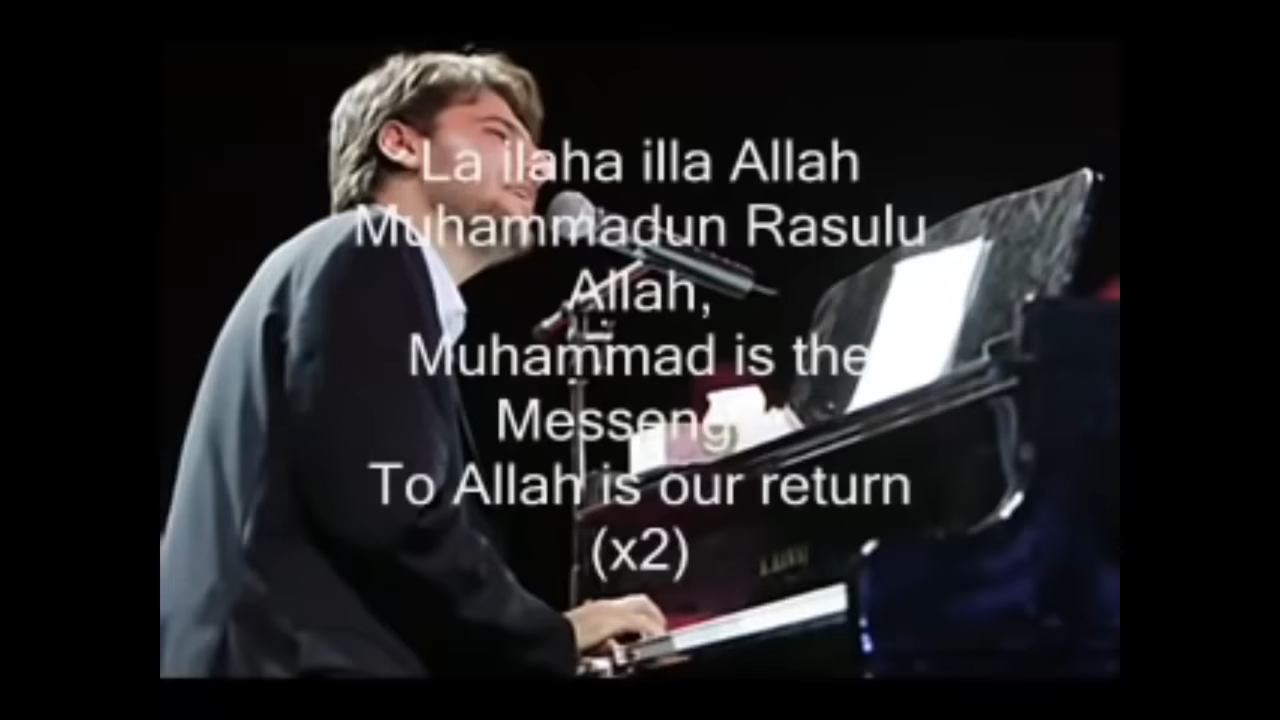 La ilaha illa Allah
Muhammadun Rasulu
Allah,
Muhammad is the
To Allah is our return
(x2)